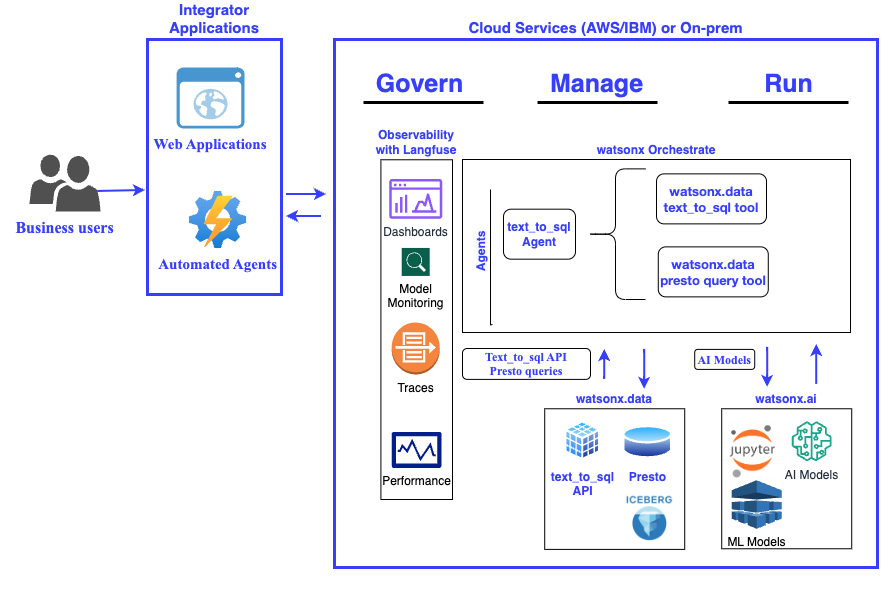 Integrator
Applications
Cloud Services (AWS/IBM) or On-prem
Govern
Manage
Run
Web Applications
Automated Agents
Business users
Observability
with Langfuse
Dashboards
Model
Monitoring
Traces
Performance
watsonx Orchestrate
Agents
text_to_sql
Agent
watsonx.data
text_to_sql tool
watsonx.data
presto query tool
Text_to_sql API
Presto queries
AI Models
watsonx.data
text_to_sql
API
Presto
ICEBERG
watsonx.ai
jupyter
AI Models
ML Models